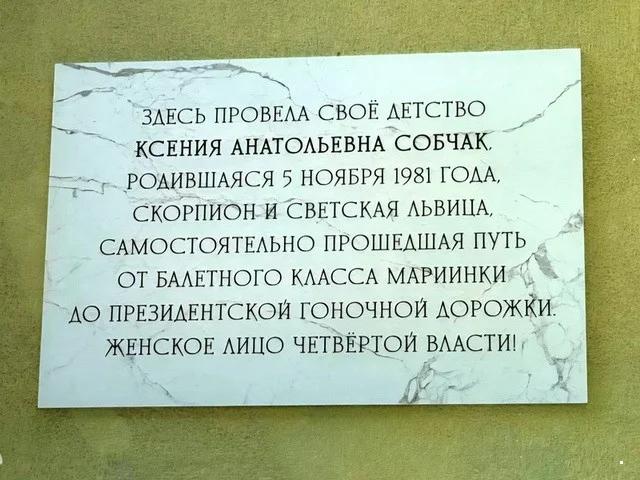 ЗДЕСЬ ПРОВЕЛА СВОЁ ДЕТСТВО
КСЕНИЯ АНАТОЛЬЕВНА СОБЧАК,
РОДИВШАЯСЯ 5 НОЯБРЯ 1981 ГОДА,
СКОРПИОН И СВЕТСКАЯ ЛЬВИЦА,
САМОСТОЯТЕЛЬНО ПРОШЕДШАЯ ПУТЬ
ОТ БАЛЕТНОГО КЛАССА МАРИИНКИ
ДО ПРЕЗИДЕНТСКОЙ ГОНОЧНОЙ ДОРОЖКИ.
ЖЕНСКОЕ ЛИЦО ЧЕТВЁРТОЙ ВЛАСТИ!